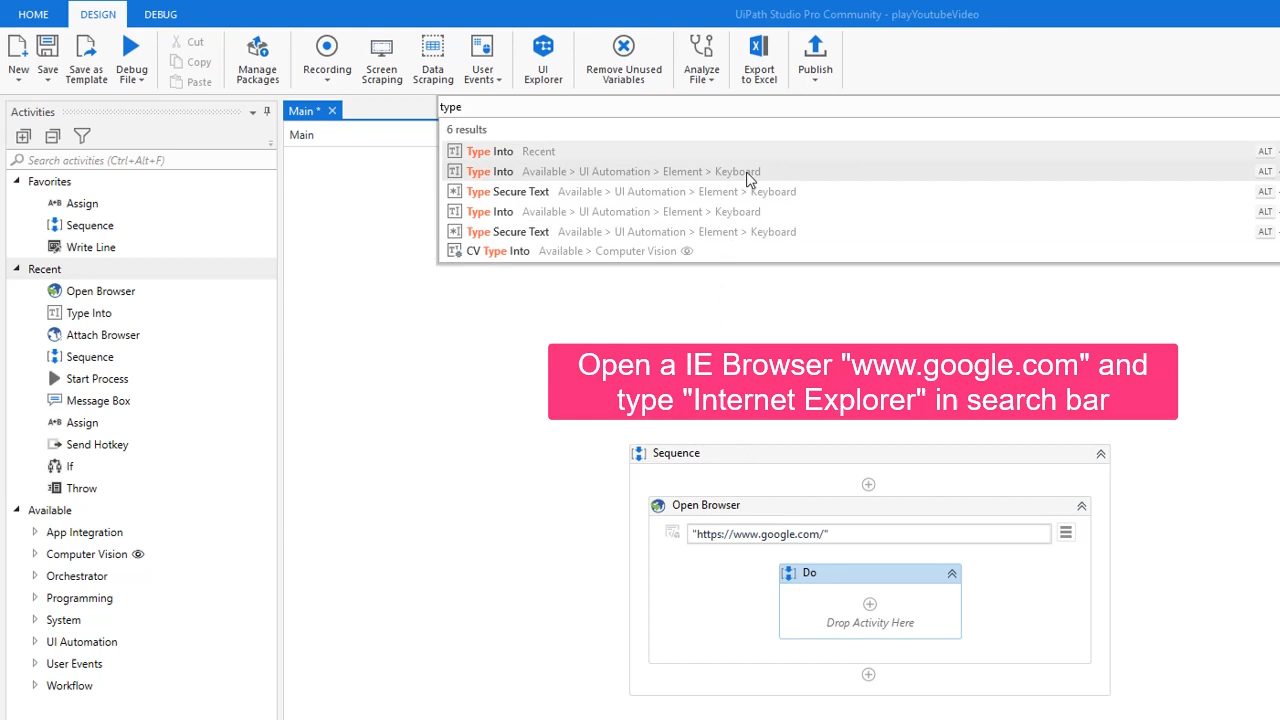 HOME DESIGN DEBUG UiPath Studio Pro Community - playYoutubeVideo
New Save Save as Template Debug File Cut Copy Paste Manage Packages Recording Screen Scraping Data Scraping User Events UI Explorer Remove Unused Variables Analyze File Export to Excel Publish
Activities
Search activities (Ctrl+Alt+F)
Favorites
Assign
Sequence
Write Line
Recent
Open Browser
Type Into
Attach Browser
Sequence
Start Process
Message Box
Assign
Send Hotkey
If
Throw
Available
App Integration
Computer Vision
Orchestrator
Programming
System
UI Automation
User Events
Workflow
Main *
Main
type
6 results
Type Into Recent ALT
Type Into Available > UI Automation > Element > Keyboard ALT
Type Secure Text Available > UI Automation > Element > Keyboard ALT
Type Into Available > UI Automation > Element > Keyboard ALT
Type Secure Text Available > UI Automation > Element > Keyboard ALT
CV Type Into Available > Computer Vision
Open a IE Browser "www.google.com" and
type "Internet Explorer" in search bar
Sequence
Open Browser
"https://www.google.com/"
Do
Drop Activity Here